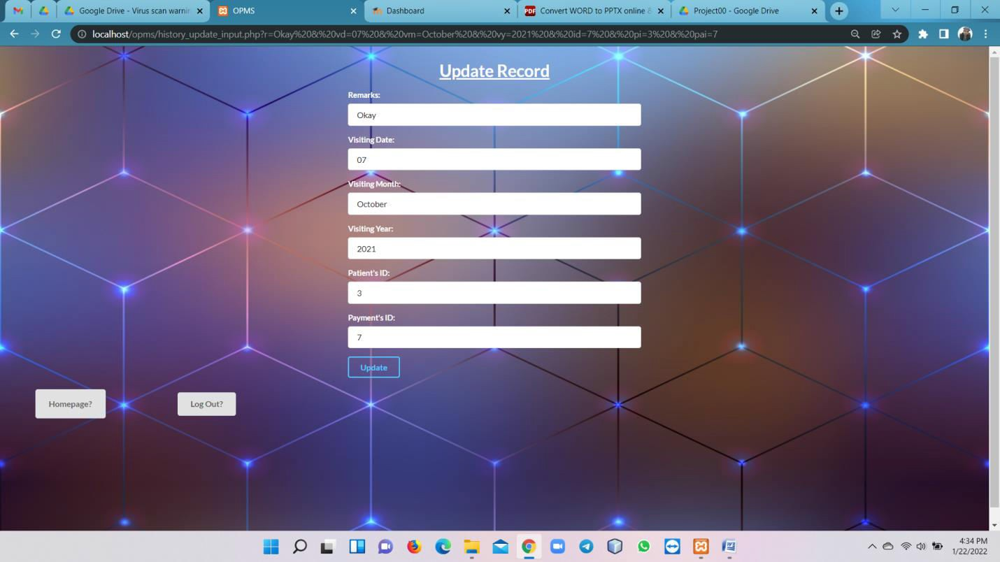 Google Drive - Virus scan warnin
OPMS
Dashboard
PDF
Convert WORD to PPTX online &
Project00 - Google Drive
localhost/opms/history_update_input.php?r=Okay%20&%20vd=07%20&%20vm=October%20&%20vy=2021%20&%20id=7%20&%20pi=3%20&%20pai=7
Update Record
Remarks:
Okay
Visiting Date:
07
Visiting Month:
October
Visiting Year:
2021
Patient's ID:
3
Payment's ID:
7
Update
Homepage?
Log Out?
4:34 PM
1/22/2022